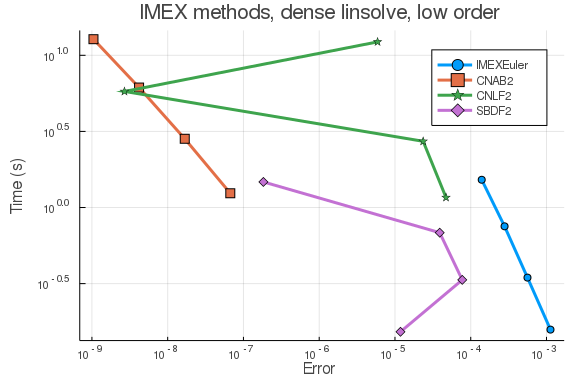 IMEX methods, dense linsolve, low order
10^1.0
10^0.5
10^0.0
10^-0.5
Time (s)
IMEXEuler
CNAB2
CNLF2
SBDF2
10^-9 10^-8 10^-7 10^-6 10^-5 10^-4 10^-3
Error